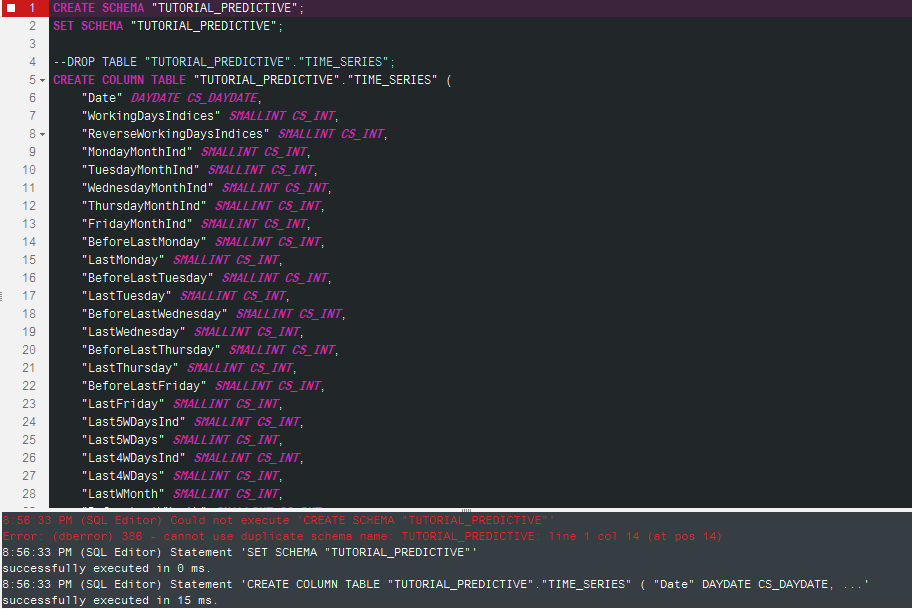 1 CREATE SCHEMA "TUTORIAL_PREDICTIVE";
2 SET SCHEMA "TUTORIAL_PREDICTIVE";
3
4 --DROP TABLE "TUTORIAL_PREDICTIVE"."TIME_SERIES";
5 CREATE COLUMN TABLE "TUTORIAL_PREDICTIVE"."TIME_SERIES" (
6 "Date" DAYDATE CS_DAYDATE,
7 "WorkingDaysIndices" SMALLINT CS_INT,
8 "ReverseWorkingDaysIndices" SMALLINT CS_INT,
9 "MondayMonthInd" SMALLINT CS_INT,
10 "TuesdayMonthInd" SMALLINT CS_INT,
11 "WednesdayMonthInd" SMALLINT CS_INT,
12 "ThursdayMonthInd" SMALLINT CS_INT,
13 "FridayMonthInd" SMALLINT CS_INT,
14 "BeforeLastMonday" SMALLINT CS_INT,
15 "LastMonday" SMALLINT CS_INT,
16 "BeforeLastTuesday" SMALLINT CS_INT,
17 "LastTuesday" SMALLINT CS_INT,
18 "BeforeLastWednesday" SMALLINT CS_INT,
19 "LastWednesday" SMALLINT CS_INT,
20 "BeforeLastThursday" SMALLINT CS_INT,
21 "LastThursday" SMALLINT CS_INT,
22 "BeforeLastFriday" SMALLINT CS_INT,
23 "LastFriday" SMALLINT CS_INT,
24 "Last5WDaysInd" SMALLINT CS_INT,
25 "Last5WDays" SMALLINT CS_INT,
26 "Last4WDaysInd" SMALLINT CS_INT,
27 "Last4WDays" SMALLINT CS_INT,
28 "LastWMonth" SMALLINT CS_INT,
8:56:33 PM (SQL Editor) Could not execute 'CREATE SCHEMA "TUTORIAL_PREDICTIVE"'
Error: (dberror) 386 - cannot use duplicate schema name: TUTORIAL_PREDICTIVE: line 1 col 14 (at pos 14)
8:56:33 PM (SQL Editor) Statement 'SET SCHEMA "TUTORIAL_PREDICTIVE"'
successfully executed in 0 ms.
8:56:33 PM (SQL Editor) Statement 'CREATE COLUMN TABLE "TUTORIAL_PREDICTIVE"."TIME_SERIES" ( "Date" DAYDATE CS_DAYDATE, ...'
successfully executed in 15 ms.